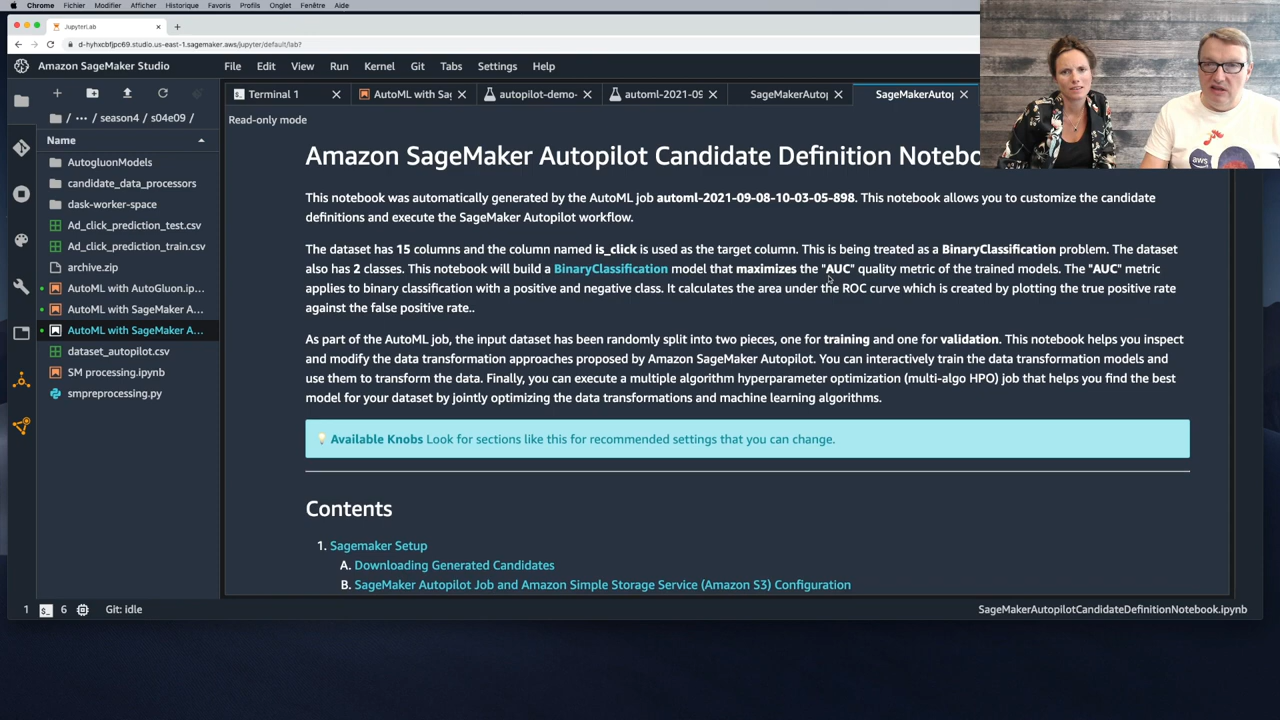 Chrome Fichier Modifier Afficher Historique Favoris Profils Onglet Fenêtre Aide
JupyterLab
d-hyhxcbfjpc69.studio.us-east-1.sagemaker.aws/jupyter/default/lab?
Amazon SageMaker Studio File Edit View Run Kernel Git Tabs Settings Help
Terminal 1 AutoML with Sag autopilot-demo- automl-2021-09 SageMakerAutop SageMakerAutop
... season4 / s04e09 /
Read-only mode
Name
AutogluonModels
candidate_data_processors
dask-worker-space
Ad_click_prediction_test.csv
Ad_click_prediction_train.csv
archive.zip
AutoML with AutoGluon.ip...
AutoML with SageMaker A...
AutoML with SageMaker A...
dataset_autopilot.csv
SM processing.ipynb
smpreprocessing.py
Amazon SageMaker Autopilot Candidate Definition Notebo
This notebook was automatically generated by the AutoML job automl-2021-09-08-10-03-05-898. This notebook allows you to customize the candidate
definitions and execute the SageMaker Autopilot workflow.
The dataset has 15 columns and the column named is_click is used as the target column. This is being treated as a BinaryClassification problem. The dataset
also has 2 classes. This notebook will build a BinaryClassification model that maximizes the "AUC" quality metric of the trained models. The "AUC" metric
applies to binary classification with a positive and negative class. It calculates the area under the ROC curve which is created by plotting the true positive rate
against the false positive rate..
As part of the AutoML job, the input dataset has been randomly split into two pieces, one for training and one for validation. This notebook helps you inspect
and modify the data transformation approaches proposed by Amazon SageMaker Autopilot. You can interactively train the data transformation models and
use them to transform the data. Finally, you can execute a multiple algorithm hyperparameter optimization (multi-algo HPO) job that helps you find the best
model for your dataset by jointly optimizing the data transformations and machine learning algorithms.
Available Knobs Look for sections like this for recommended settings that you can change.
Contents
1. Sagemaker Setup
A. Downloading Generated Candidates
B. SageMaker Autopilot Job and Amazon Simple Storage Service (Amazon S3) Configuration
1 6 Git: idle
SageMakerAutopilotCandidateDefinitionNotebook.ipynb
aws